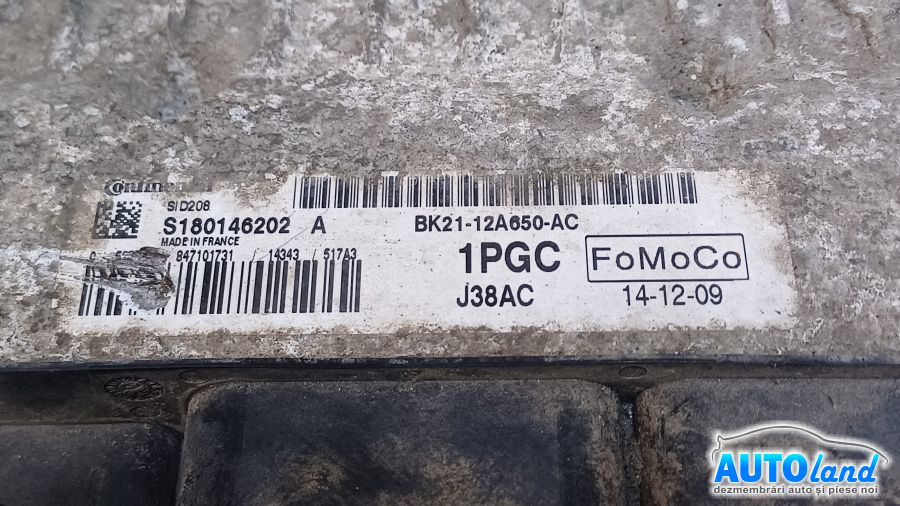 Continental
SID208
S180146202 A
MADE IN FRANCE
847101731 14343 517A3
BK21-12A650-AC
1PGC
FoMoCo
J38AC
14-12-09
AUTOland
dezmembrări auto și piese noi